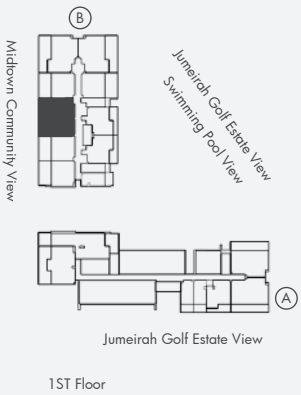 B
Midtown Community View
Jumeirah Golf Estate View
Swimming Pool View
A
Jumeirah Golf Estate View
1ST Floor